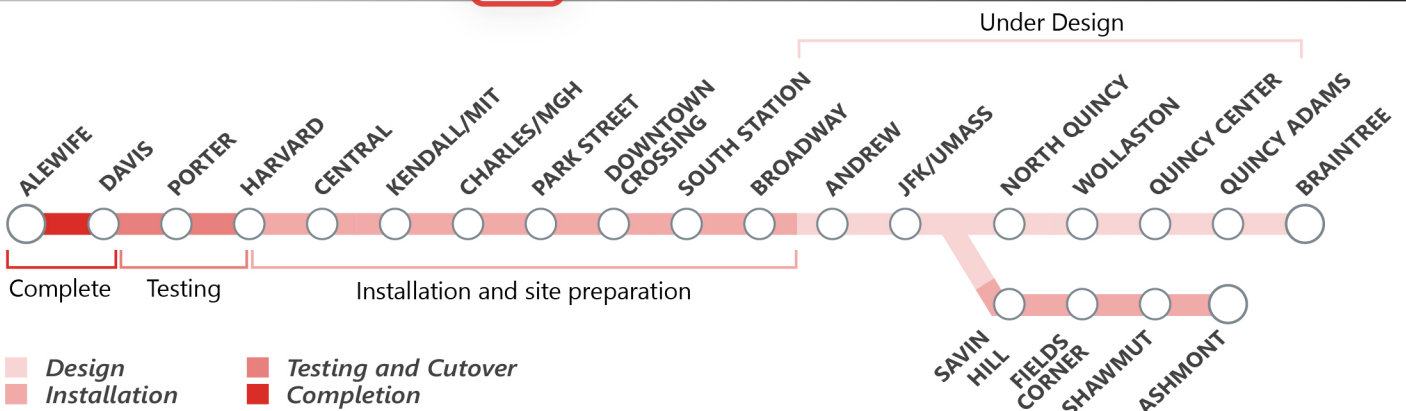 Under Design
ALEWIFE
DAVIS
PORTER
HARVARD
CENTRAL
KENDALL/MIT
CHARLES/MGH
PARK STREET
DOWNTOWN
CROSSING
SOUTH STATION
BROADWAY
ANDREW
JFK/UMASS
NORTH QUINCY
WOLLASTON
QUINCY CENTER
QUINCY ADAMS
BRAINTREE
Complete
Testing
Installation and site preparation
SAVIN
HILL
FIELDS
CORNER
SHAWMUT
ASHMONT
Design
Installation
Testing and Cutover
Completion